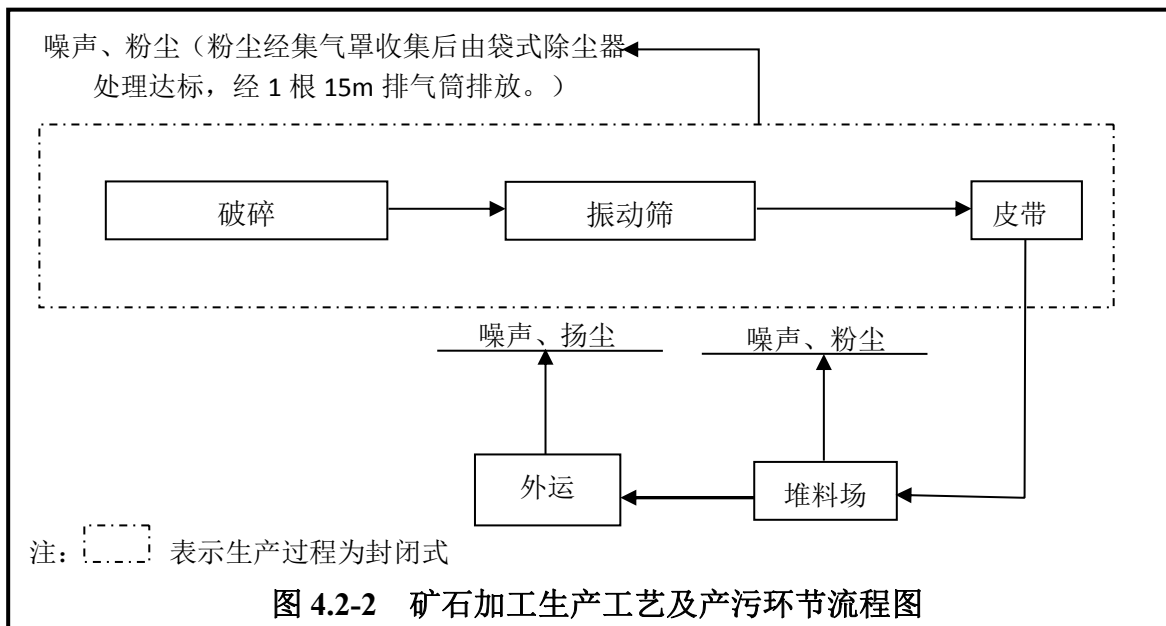 噪声、粉尘（粉尘经集气罩收集后由袋式除尘器
处理达标，经 1 根 15m 排气筒排放。）
破碎
振动筛
皮带
噪声、扬尘
噪声、粉尘
外运
堆料场
注： 表示生产过程为封闭式
图 4.2-2 矿石加工生产工艺及产污环节流程图